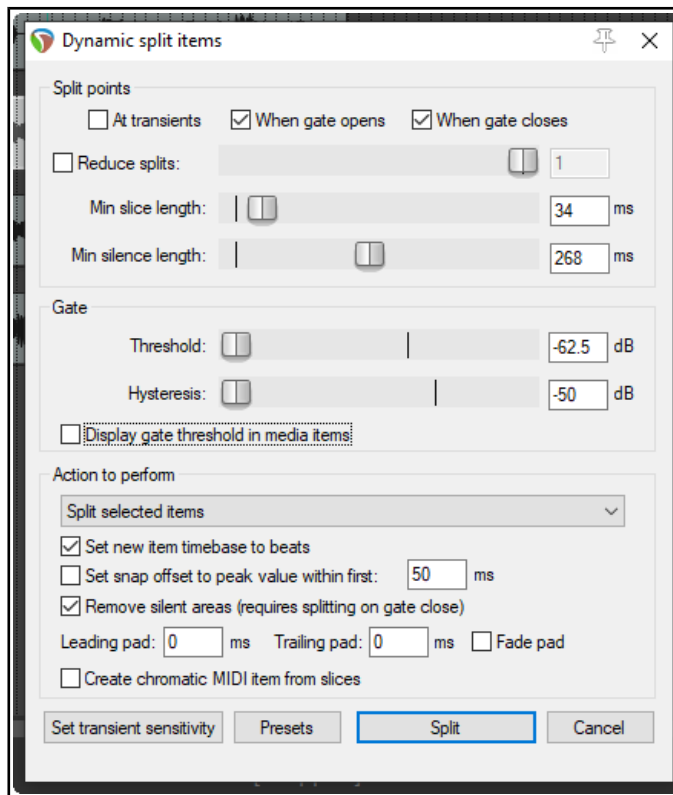 Dynamic split items
Split points
At transients When gate opens When gate closes
Reduce splits: 1
Min slice length: 34 ms
Min silence length: 268 ms
Gate
Threshold: -62.5 dB
Hysteresis: -50 dB
Display gate threshold in media items
Action to perform
Split selected items
Set new item timebase to beats
Set snap offset to peak value within first: 50 ms
Remove silent areas (requires splitting on gate close)
Leading pad: 0 ms Trailing pad: 0 ms Fade pad
Create chromatic MIDI item from slices
Set transient sensitivity Presets Split Cancel